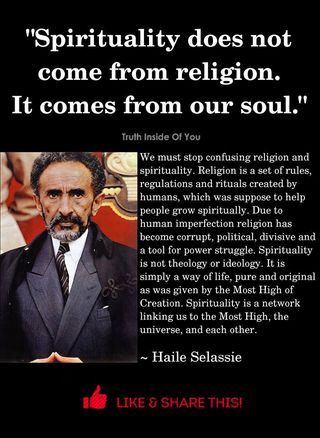 "Spirituality does not
come from religion.
It comes from our soul."
Truth Inside Of You
We must stop confusing religion and
spirituality. Religion is a set of rules,
regulations and rituals created by
humans, which was suppose to help
people grow spiritually. Due to
human imperfection religion has
become corrupt, political, divisive and
a tool for power struggle. Spirituality
is not theology or ideology. It is
simply a way of life, pure and original
as was given by the Most High of
Creation. Spirituality is a network
linking us to the Most High, the
universe, and each other.
~ Haile Selassie
LIKE & SHARE THIS!